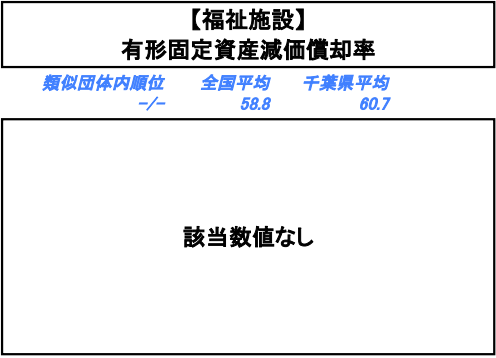 【福祉施設】
有形固定資産減価償却率
類似団体内順位 全国平均 千葉県平均
-/- 58.8 60.7
該当数値なし